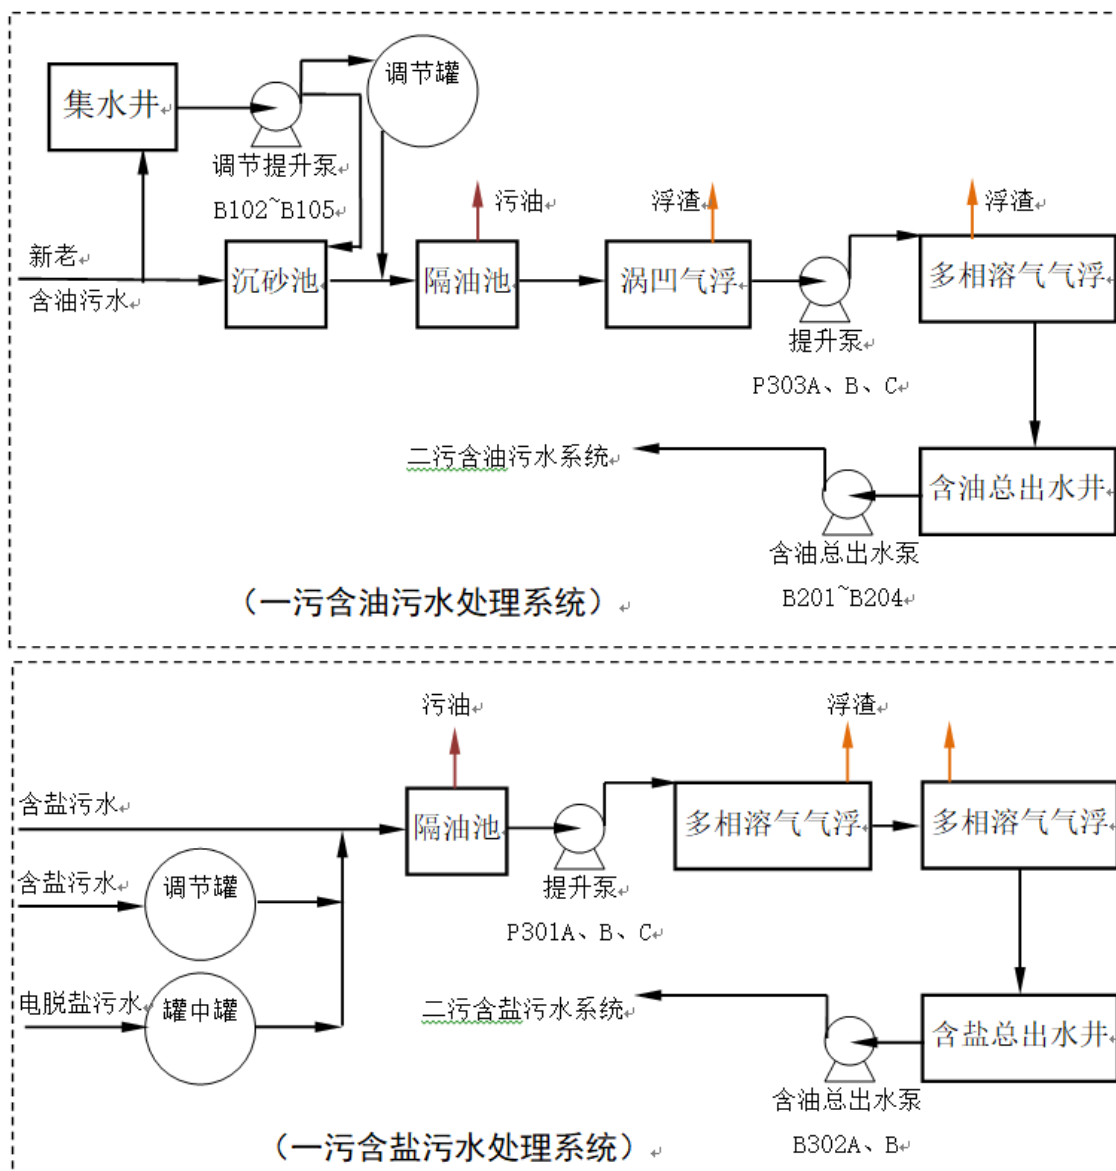 调节罐
集水井
调节提升泵
B102~B105
污油
浮渣
浮渣
新老
含油污水
沉砂池
隔油池
涡凹气浮
多相溶气气浮
提升泵
P303A、B、C
二污含油污水系统
含油总出水井
含油总出水泵
B201~B204
（一污含油污水处理系统）
污油
浮渣
含盐污水
隔油池
多相溶气气浮
多相溶气气浮
含盐污水
调节罐
提升泵
P301A、B、C
电脱盐污水
罐中罐
二污含盐污水系统
含盐总出水井
含油总出水泵
B302A、B
（一污含盐污水处理系统）